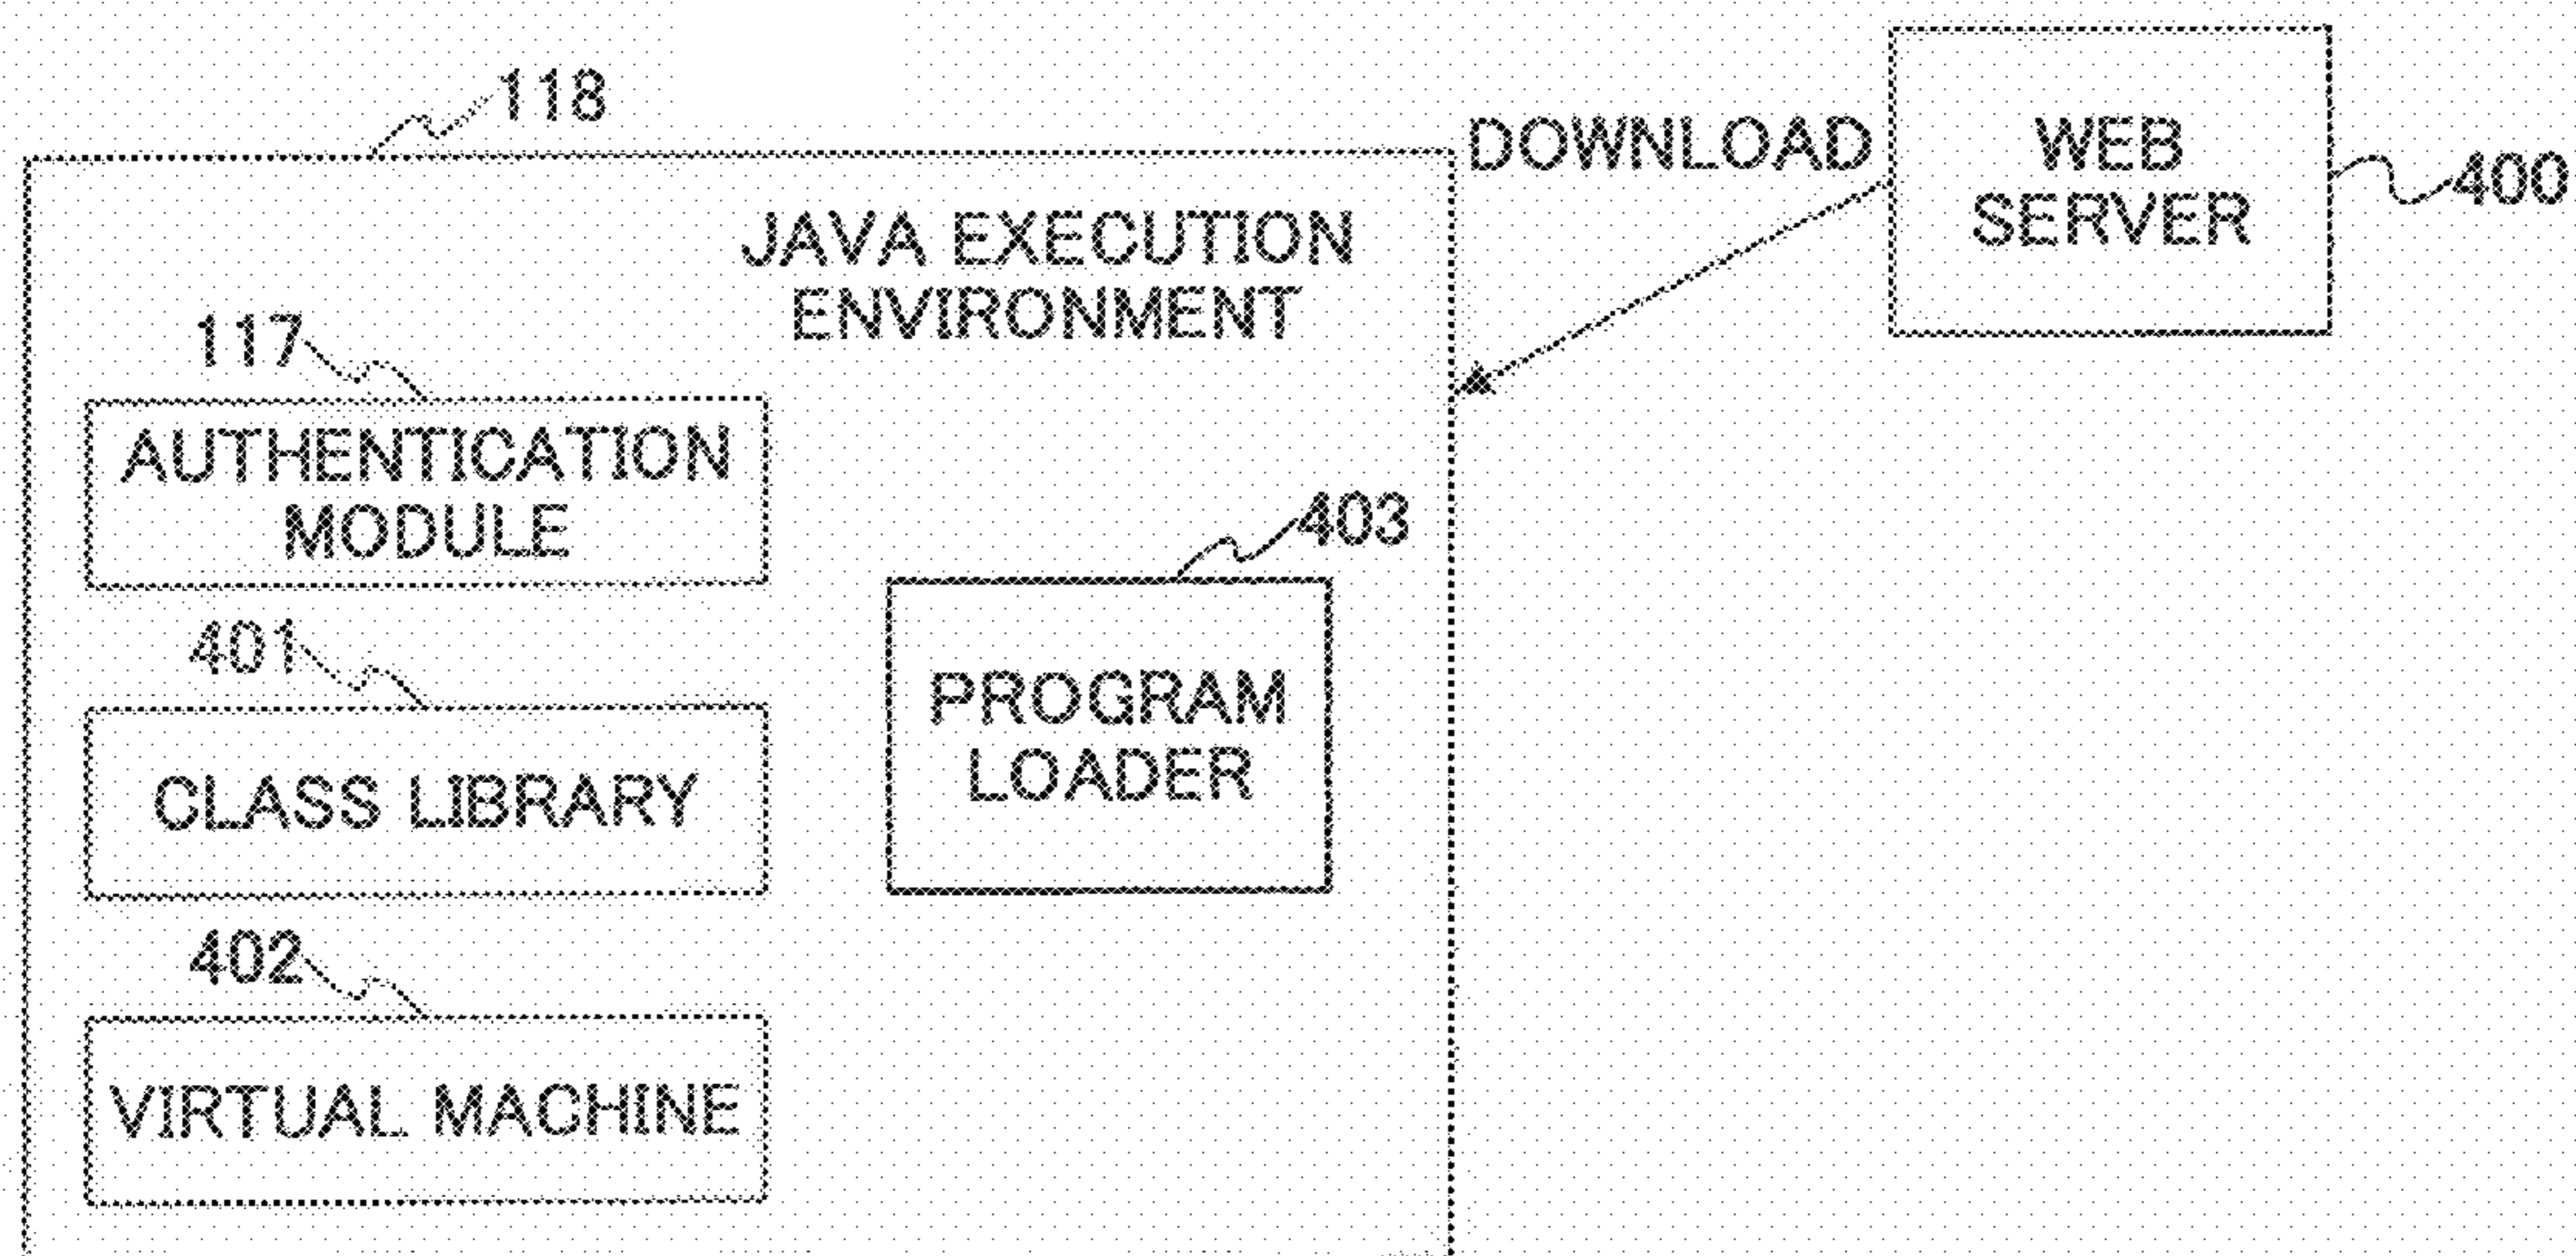 118
DOWNLOAD
WEB
SERVER
400
JAVA EXECUTION
ENVIRONMENT
117
AUTHENTICATION
MODULE
403
401
PROGRAM
LOADER
CLASS LIBRARY
402
VIRTUAL MACHINE